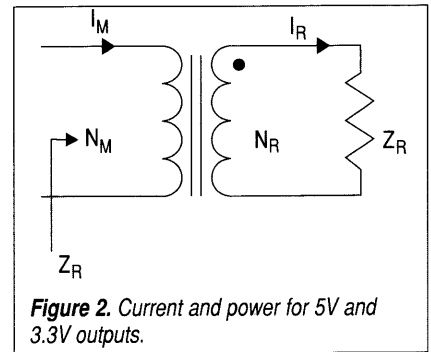 I_M
I_R
N_M
N_R
Z_R
Z_R
Figure 2. Current and power for 5V and
3.3V outputs.